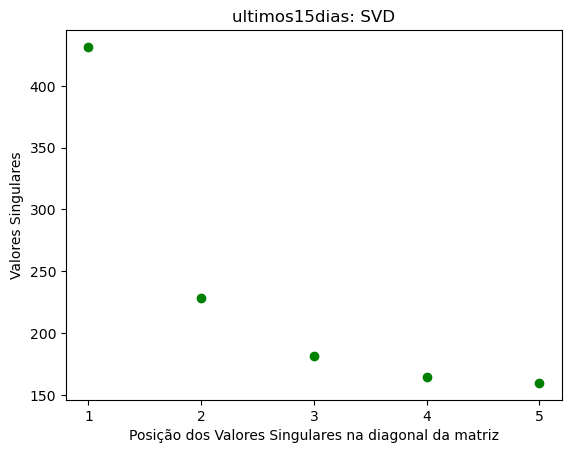 ultimos15dias: SVD
Valores Singulares
400
350
300
250
200
150
1 2 3 4 5
Posição dos Valores Singulares na diagonal da matriz